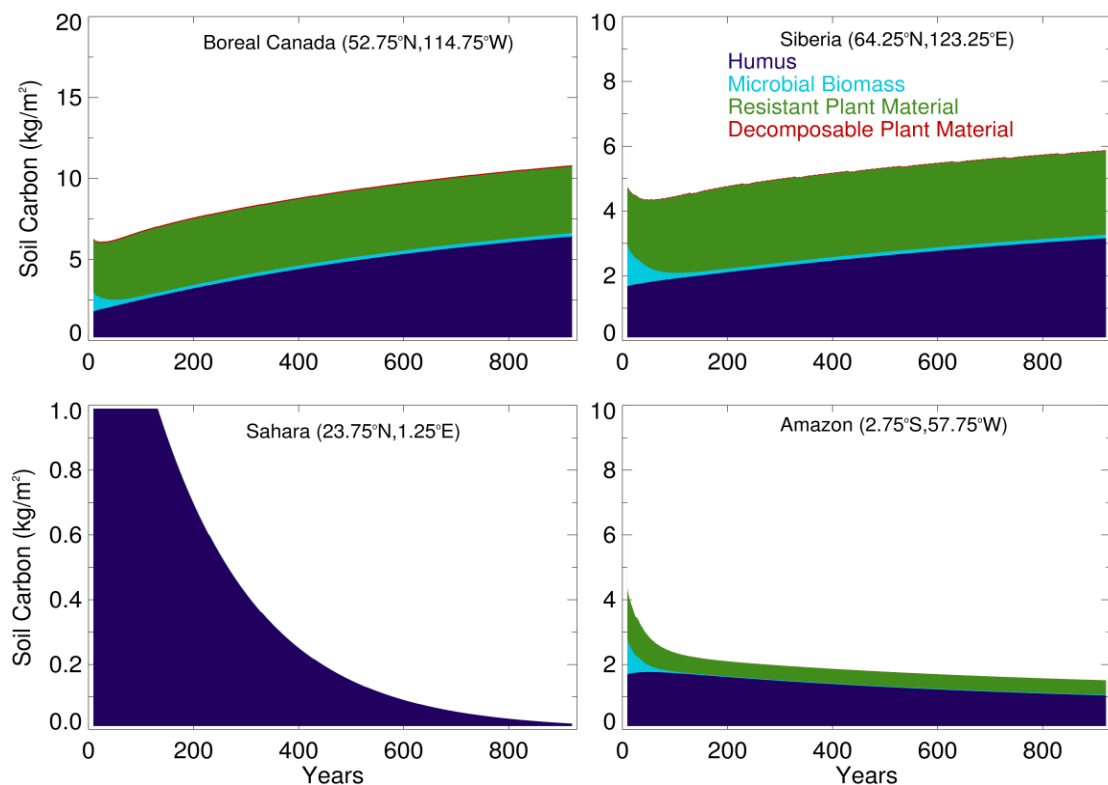 Boreal Canada (52.75°N,114.75°W)
Soil Carbon (kg/m²)
20
15
10
5
0
0 200 400 600 800
Siberia (64.25°N,123.25°E)
Humus
Microbial Biomass
Resistant Plant Material
Decomposable Plant Material
10
8
6
4
2
0
0 200 400 600 800
Sahara (23.75°N,1.25°E)
Soil Carbon (kg/m²)
1.0
0.8
0.6
0.4
0.2
0.0
0 200 400 600 800
Years
Amazon (2.75°S,57.75°W)
10
8
6
4
2
0
0 200 400 600 800
Years